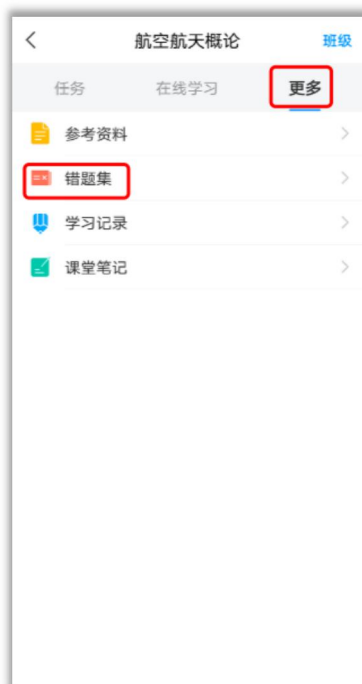 航空航天概论 班级
任务 在线学习 更多
参考资料
错题集
学习记录
课堂笔记